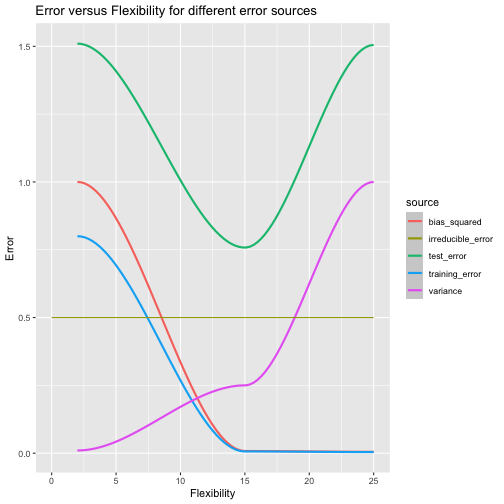 Error versus Flexibility for different error sources
1.5
1.0
0.5
0.0
Error
0
5
10
15
20
25
Flexibility
source
bias_squared
irreducible_error
test_error
training_error
variance